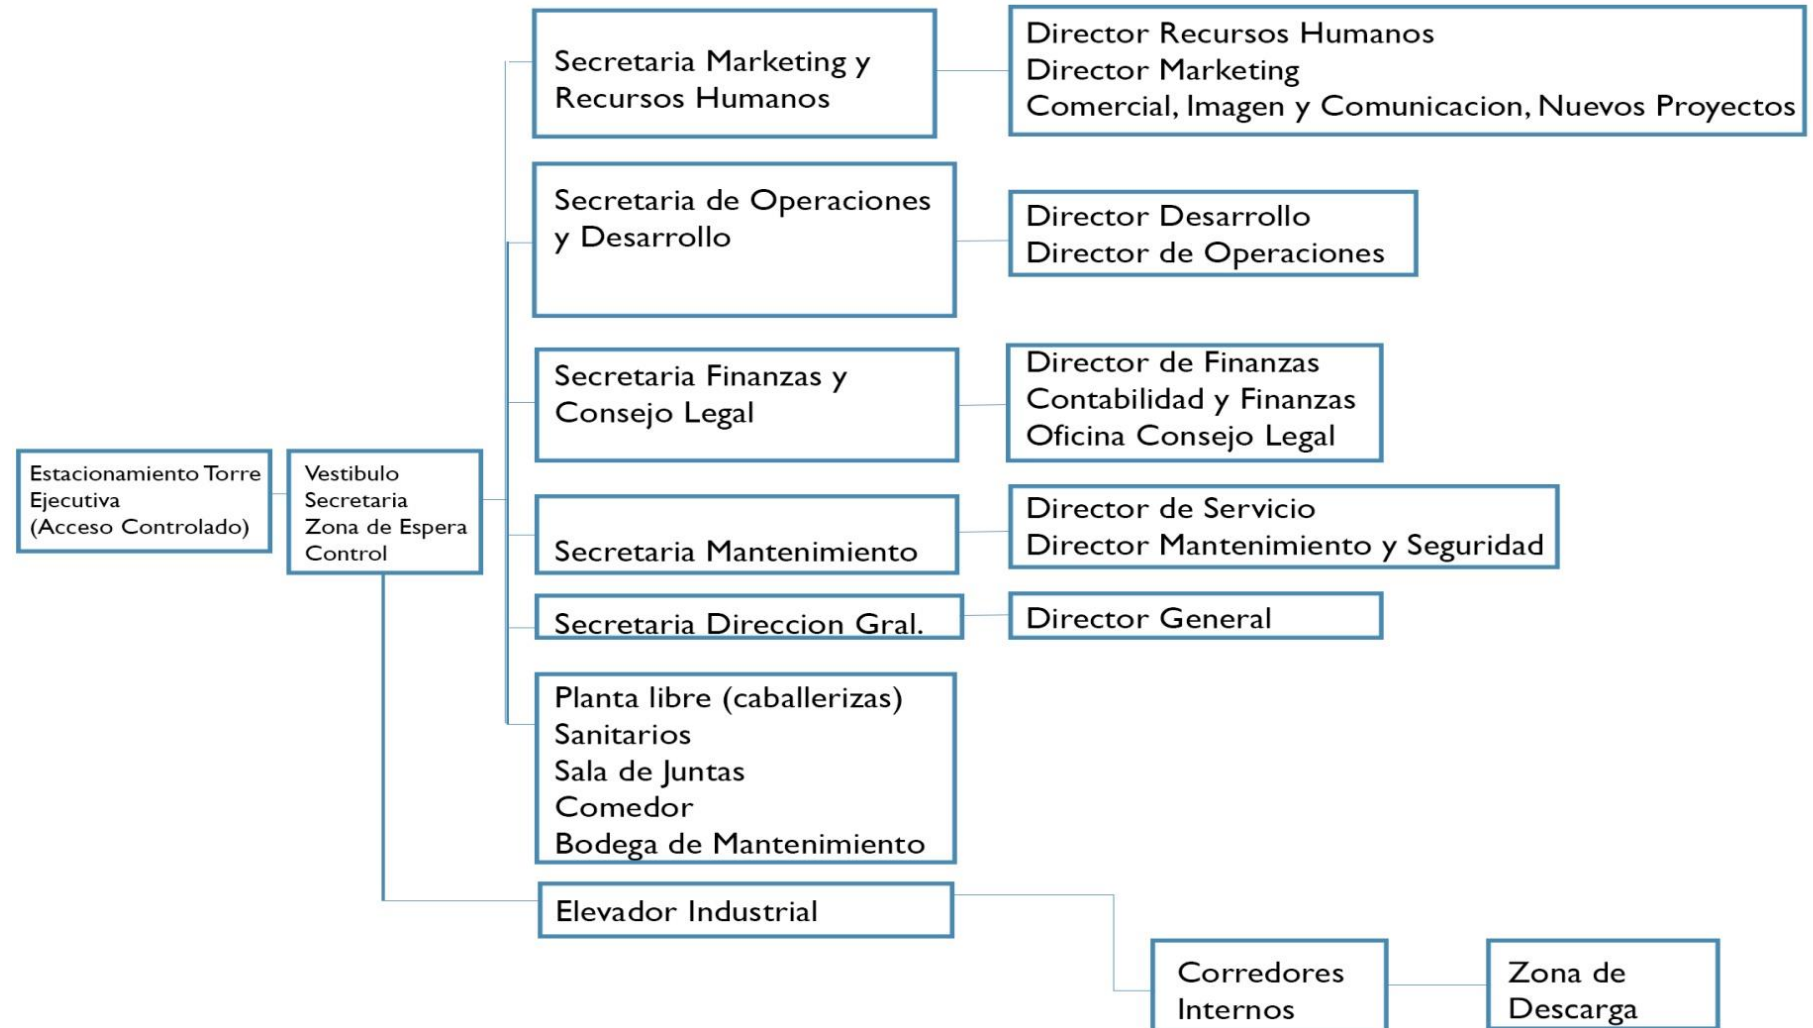 Secretaria Marketing y
Recursos Humanos
Director Recursos Humanos
Director Marketing
Comercial, Imagen y Comunicacion, Nuevos Proyectos
Secretaria de Operaciones
y Desarrollo
Director Desarrollo
Director de Operaciones
Secretaria Finanzas y
Consejo Legal
Director de Finanzas
Contabilidad y Finanzas
Oficina Consejo Legal
Estacionamiento Torre
Ejecutiva
(Acceso Controlado)
Vestibulo
Secretaria
Zona de Espera
Control
Secretaria Mantenimiento
Director de Servicio
Director Mantenimiento y Seguridad
Secretaria Direccion Gral.
Director General
Planta libre (caballerizas)
Sanitarios
Sala de Juntas
Comedor
Bodega de Mantenimiento
Elevador Industrial
Corredores
Internos
Zona de
Descarga